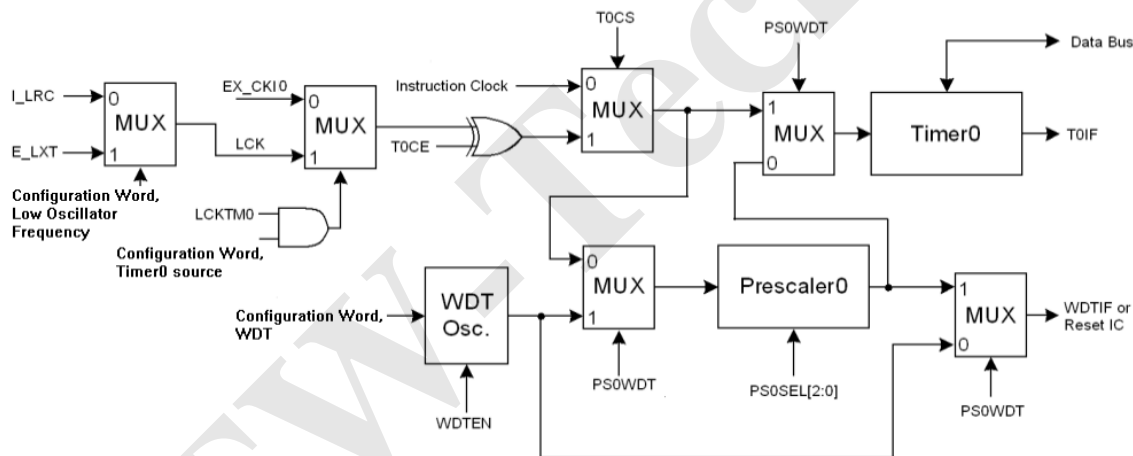 T0CS
PS0WDT
Data Bus
I_LRC
0
MUX
E_LXT
1
Configuration Word,
Low Oscillator
Frequency
EX_CKI0
0
MUX
LCK
1
LCKTM0
Configuration Word,
Timer0 source
T0CE
Instruction Clock
0
MUX
1
1
MUX
0
Timer0
T0IF
Configuration Word,
WDT
WDT
Osc.
WDTEN
0
MUX
1
PS0WDT
Prescaler0
PS0SEL[2:0]
1
MUX
0
PS0WDT
WDTIF or
Reset IC